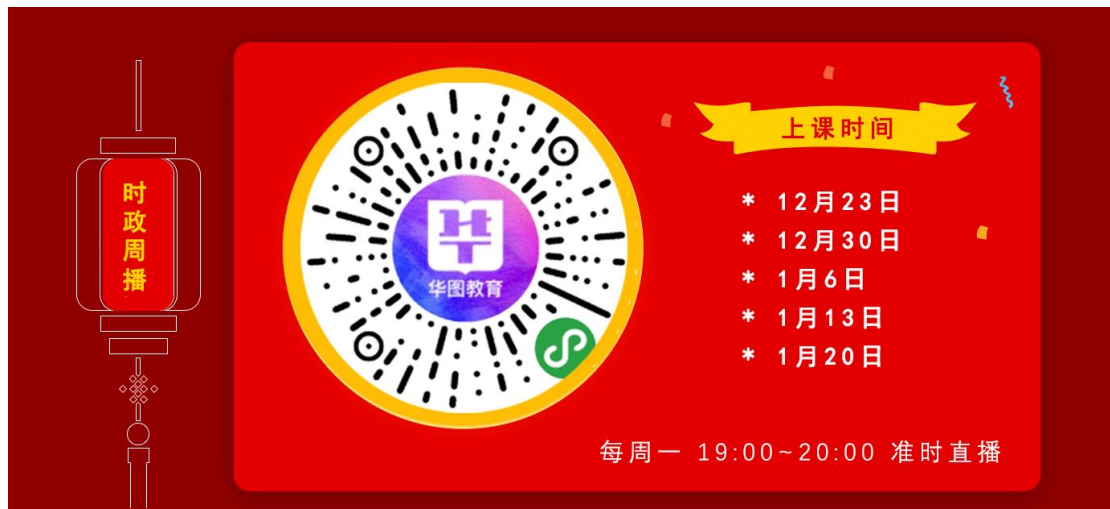 时政周播
华图教育
上课时间
* 12月23日
* 12月30日
* 1月6日
* 1月13日
* 1月20日
每周一 19:00~20:00 准时直播